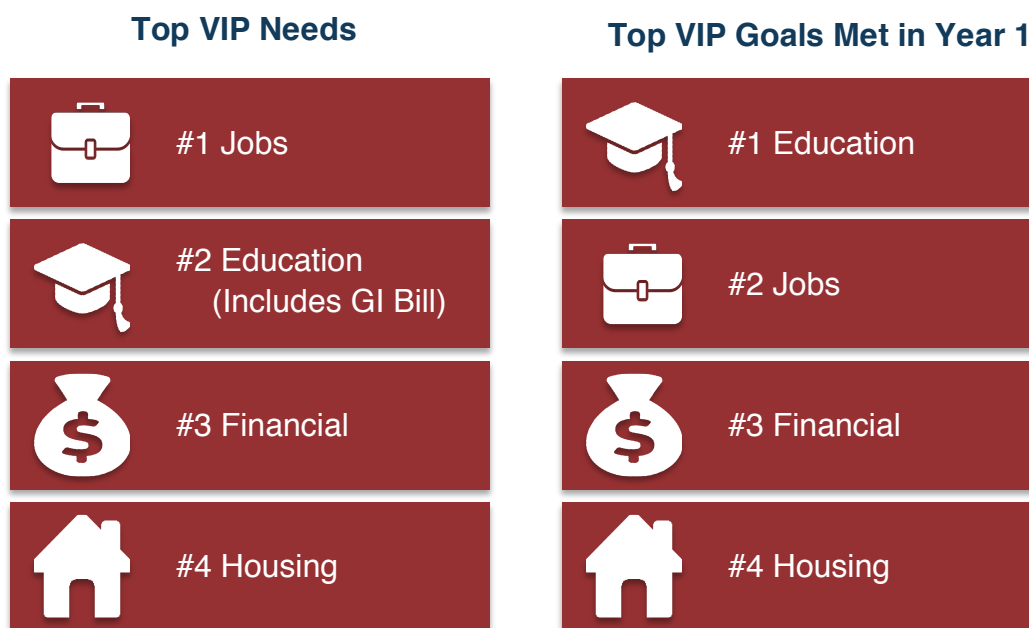 Top VIP Needs
#1 Jobs
#2 Education
(Includes GI Bill)
#3 Financial
#4 Housing
Top VIP Goals Met in Year 1
#1 Education
#2 Jobs
#3 Financial
#4 Housing